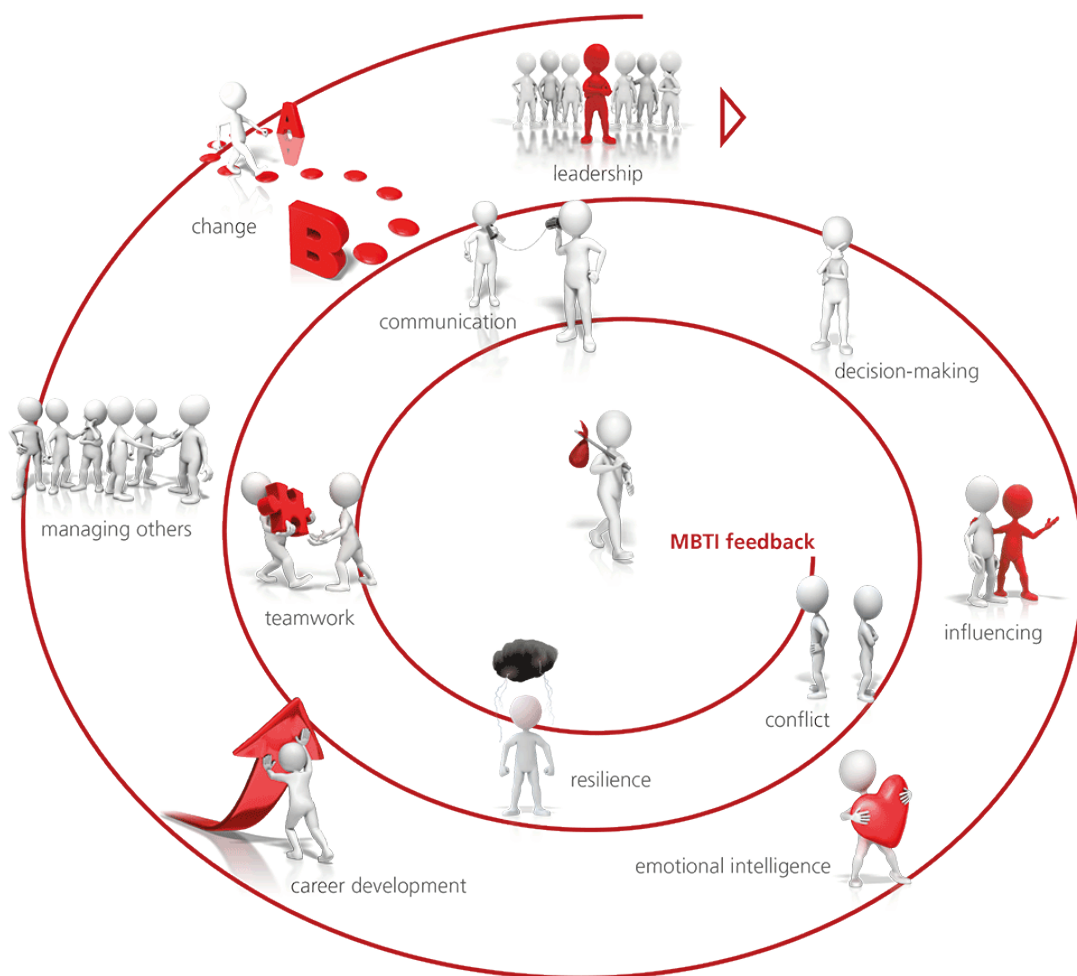 leadership
change
A
B
communication
decision-making
managing others
MBTI feedback
teamwork
influencing
conflict
resilience
emotional intelligence
career development